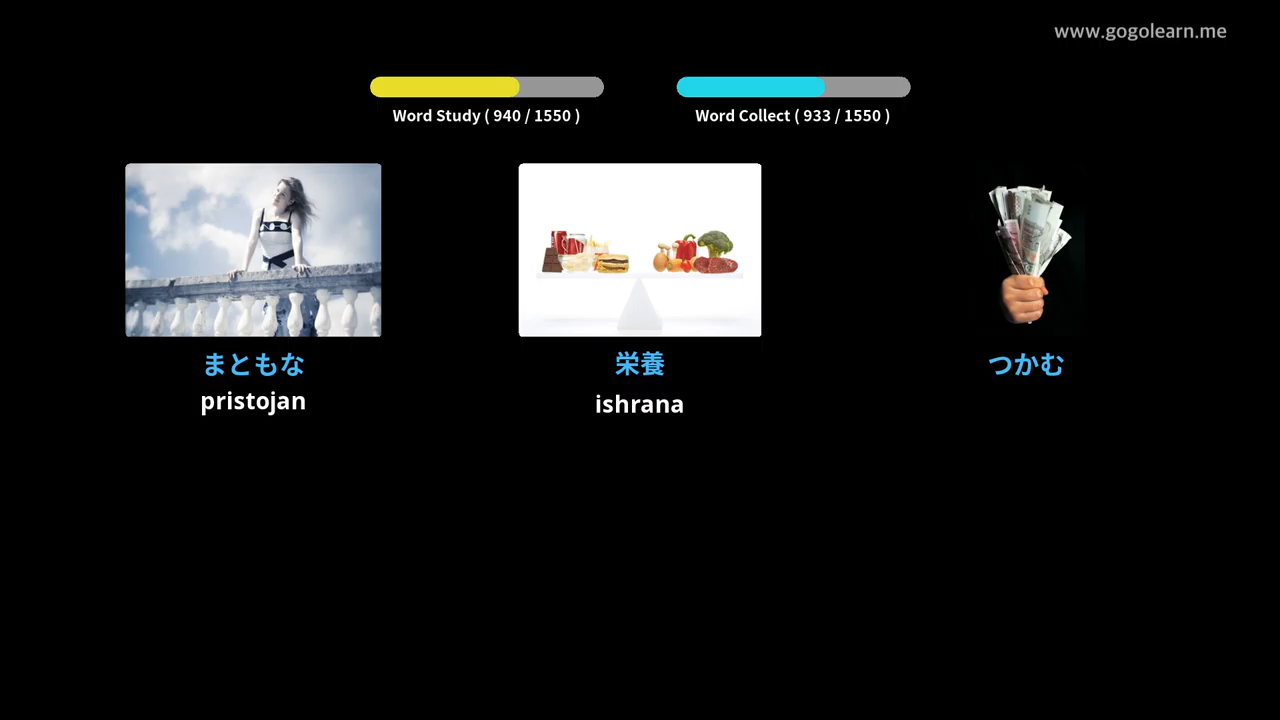 www.gogolearn.me
Word Study ( 940 / 1550 )
Word Collect ( 933 / 1550 )
まともな
栄養
つかむ
pristojan
ishrana